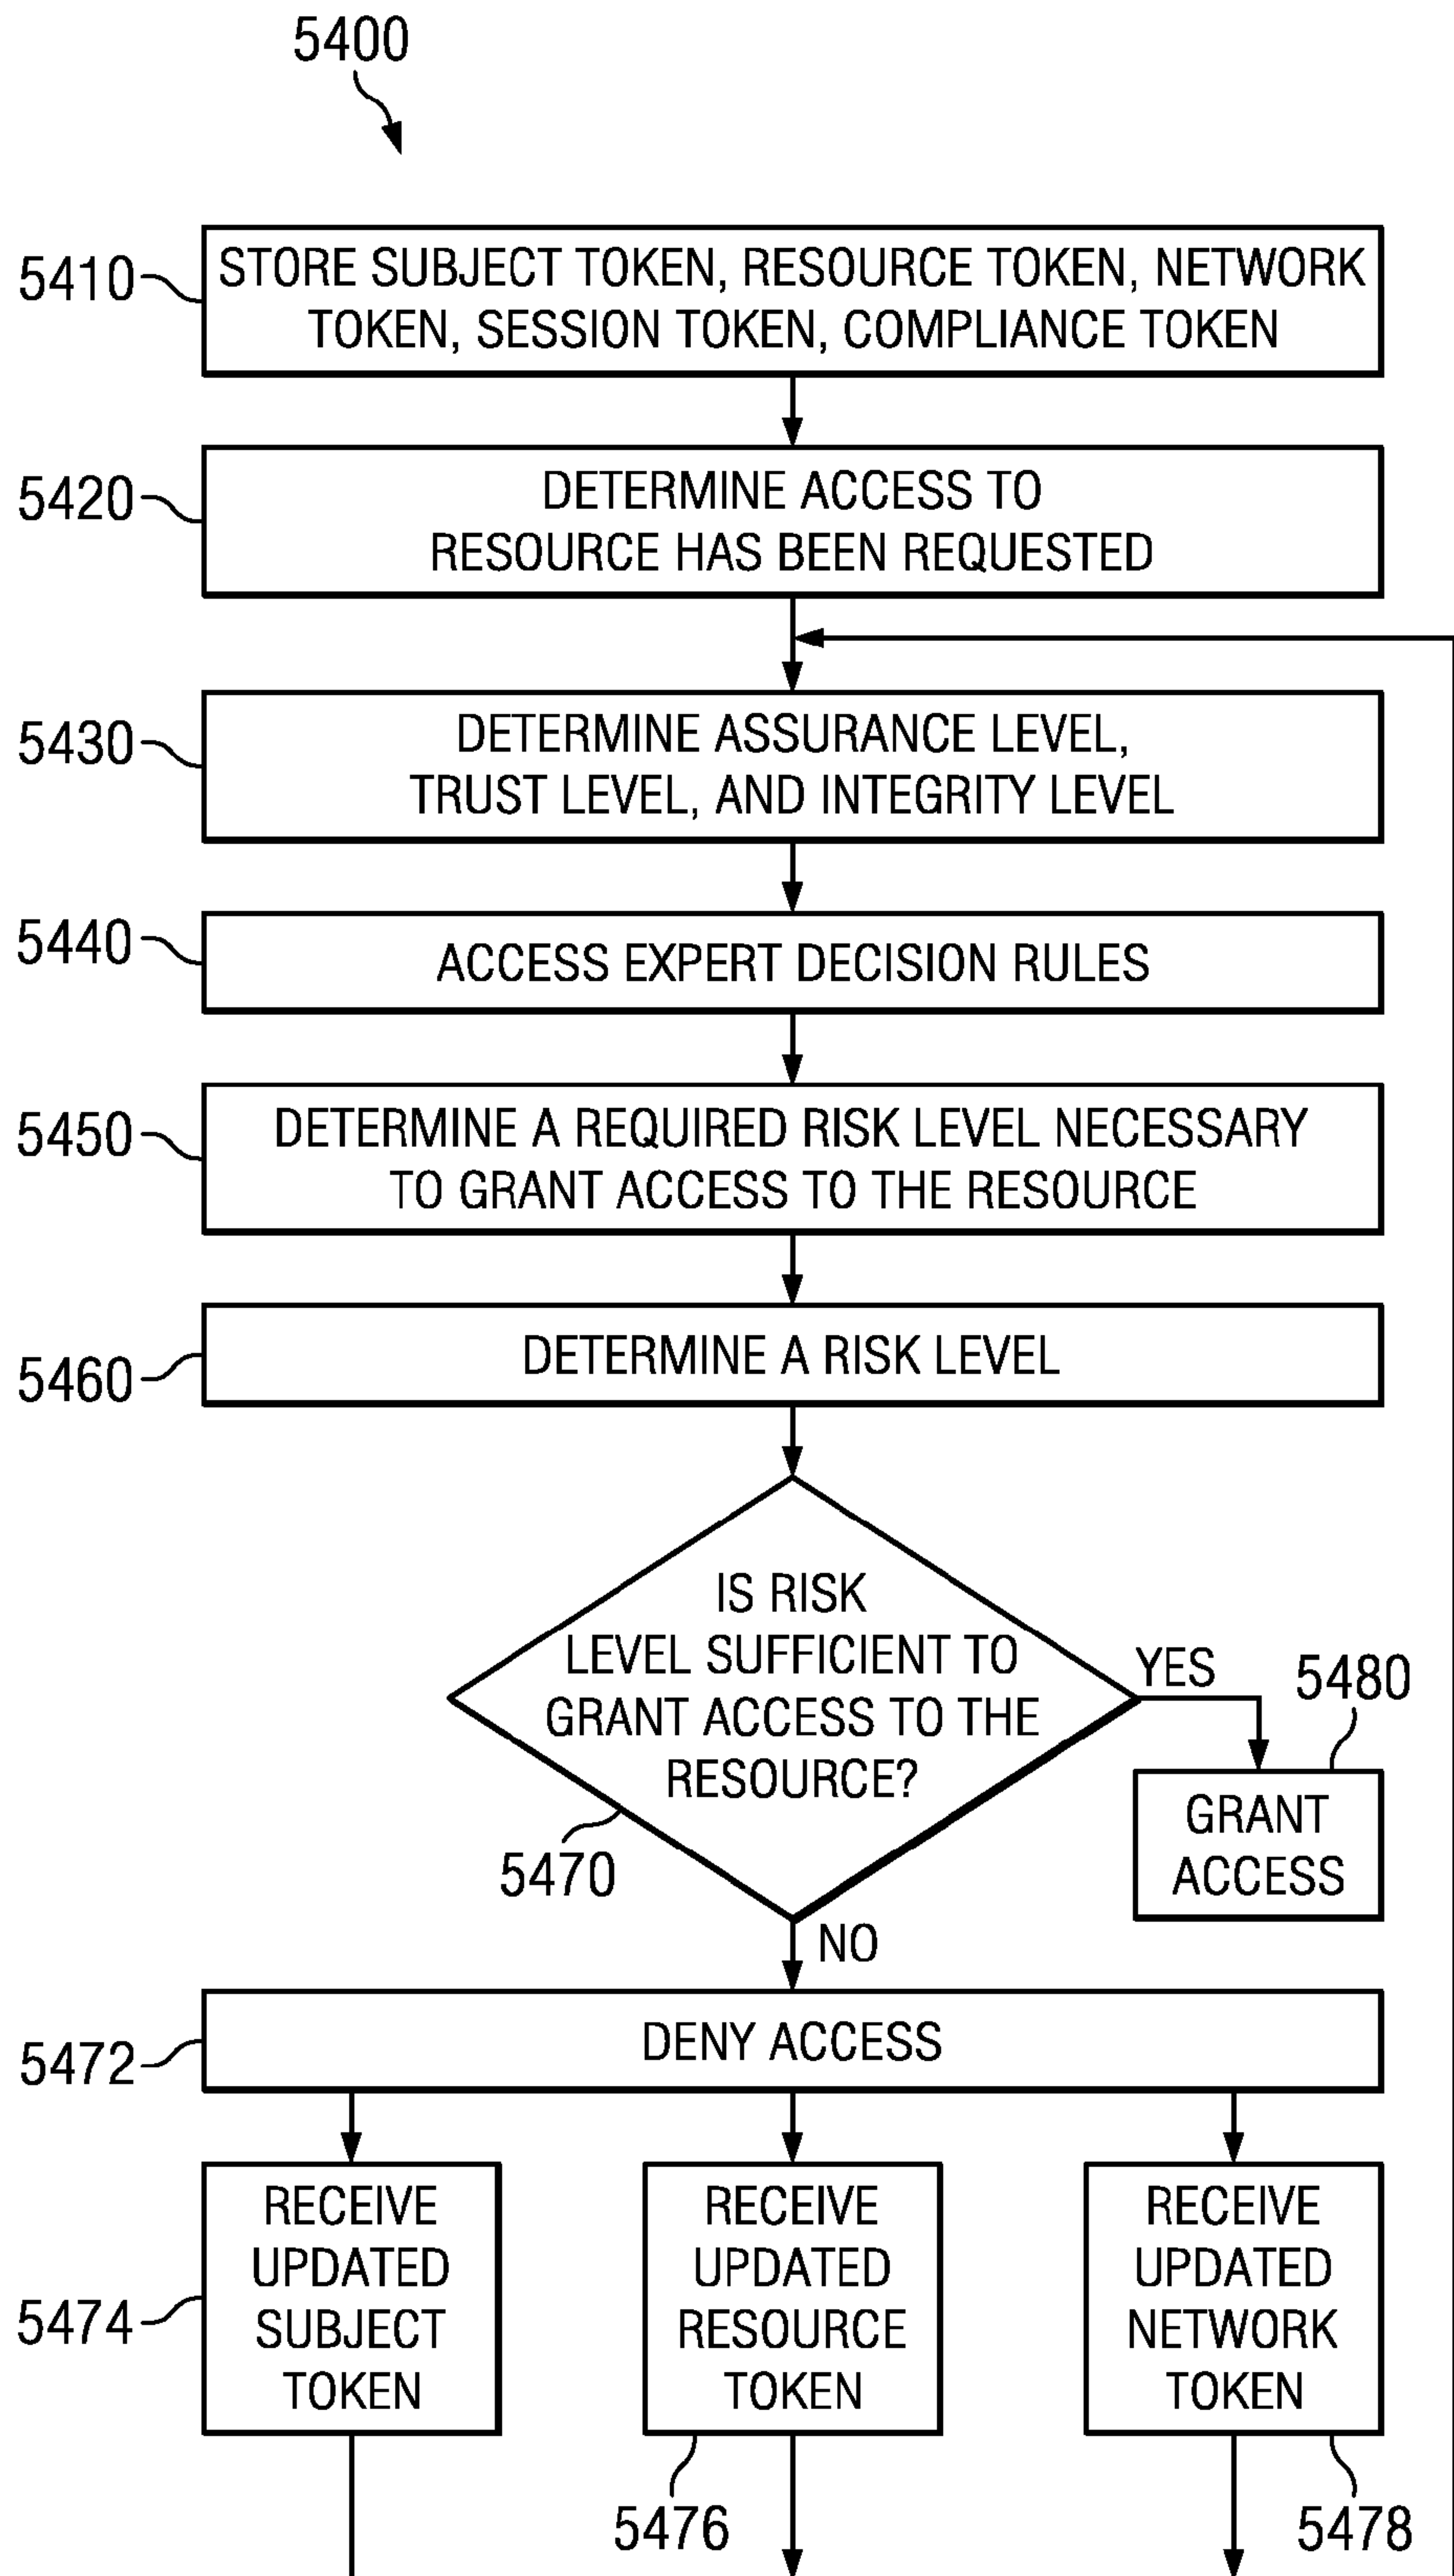 5400
5410
STORE SUBJECT TOKEN, RESOURCE TOKEN, NETWORK
TOKEN, SESSION TOKEN, COMPLIANCE TOKEN
5420
DETERMINE ACCESS TO
RESOURCE HAS BEEN REQUESTED
5430
DETERMINE ASSURANCE LEVEL,
TRUST LEVEL, AND INTEGRITY LEVEL
5440
ACCESS EXPERT DECISION RULES
5450
DETERMINE A REQUIRED RISK LEVEL NECESSARY
TO GRANT ACCESS TO THE RESOURCE
5460
DETERMINE A RISK LEVEL
IS RISK
LEVEL SUFFICIENT TO
GRANT ACCESS TO THE
RESOURCE?
5470
YES
5480
GRANT
ACCESS
NO
5472
DENY ACCESS
5474
RECEIVE
UPDATED
SUBJECT
TOKEN
RECEIVE
UPDATED
RESOURCE
TOKEN
5476
RECEIVE
UPDATED
NETWORK
TOKEN
5478